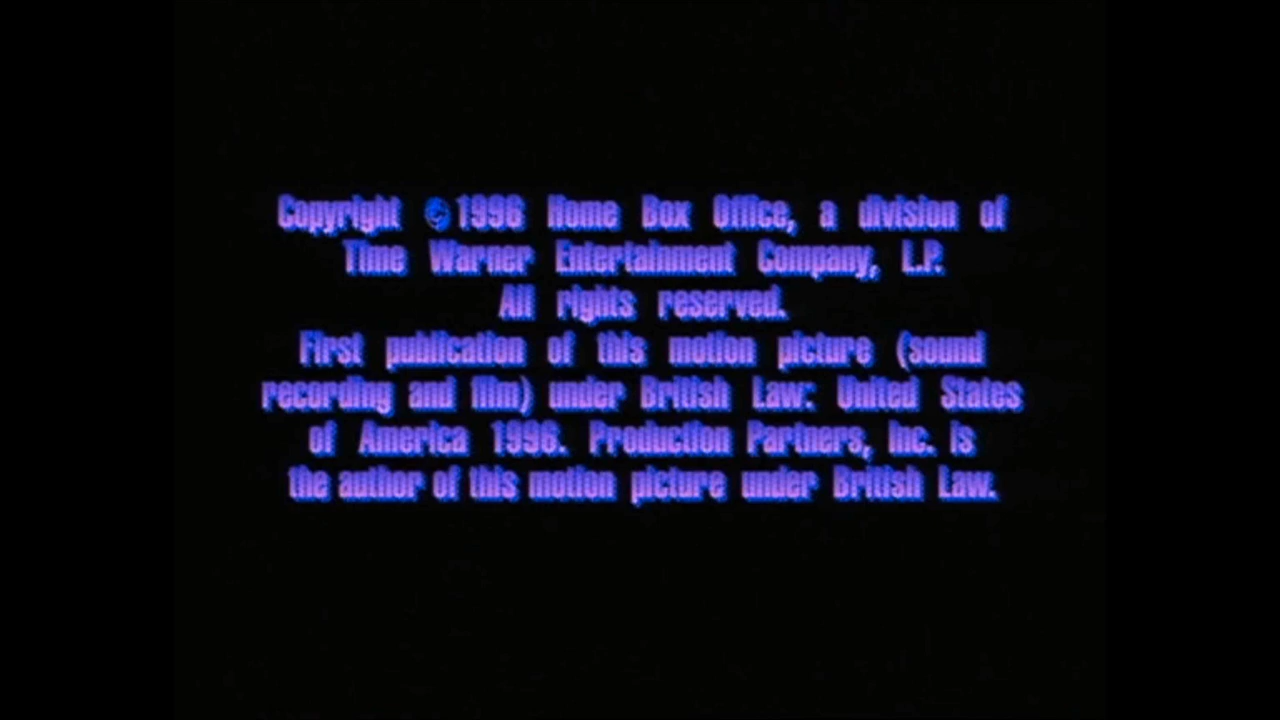 Copyright ©1996 Home Box Office, a division of
Time Warner Entertainment Company, L.P.
All rights reserved.
First publication of this motion picture (sound
recording and film) under British Law: United States
of America 1996. Production Partners, Inc. is
the author of this motion picture under British Law.